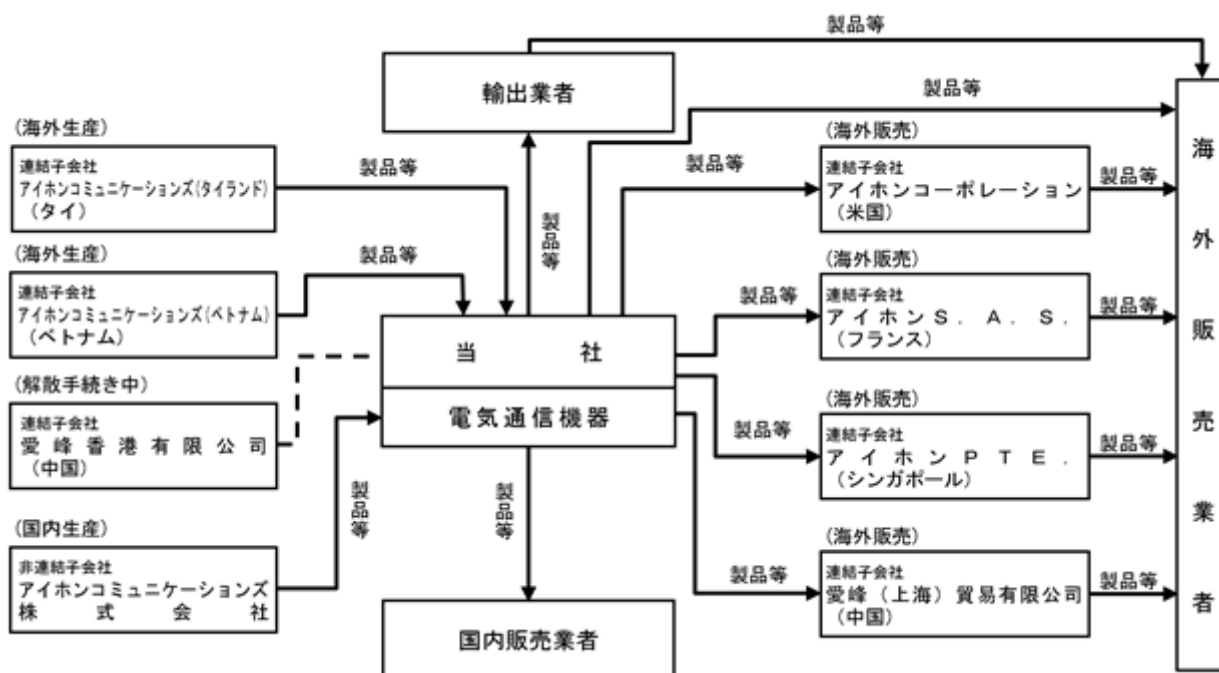 製品等
輸出業者
製品等
(海外生産)
連結子会社
アイホンコミュニケーションズ(タイランド)
(タイ)
製品等
製品等
製品等
(海外販売)
連結子会社
アイホンコーポレーション
(米国)
製品等
海外販売業者
(海外生産)
連結子会社
アイホンコミュニケーションズ(ベトナム)
(ベトナム)
製品等
製品等
(海外販売)
連結子会社
アイホンS.A.S.
(フランス)
製品等
当社
電気通信機器
(解散手続き中)
連結子会社
愛峰香港有限公司
(中国)
製品等
(海外販売)
連結子会社
アイホンPTE.
(シンガポール)
製品等
(国内生産)
非連結子会社
アイホンコミュニケーションズ
株式会社
製品等
製品等
製品等
(海外販売)
連結子会社
愛峰(上海)貿易有限公司
(中国)
製品等
国内販売業者